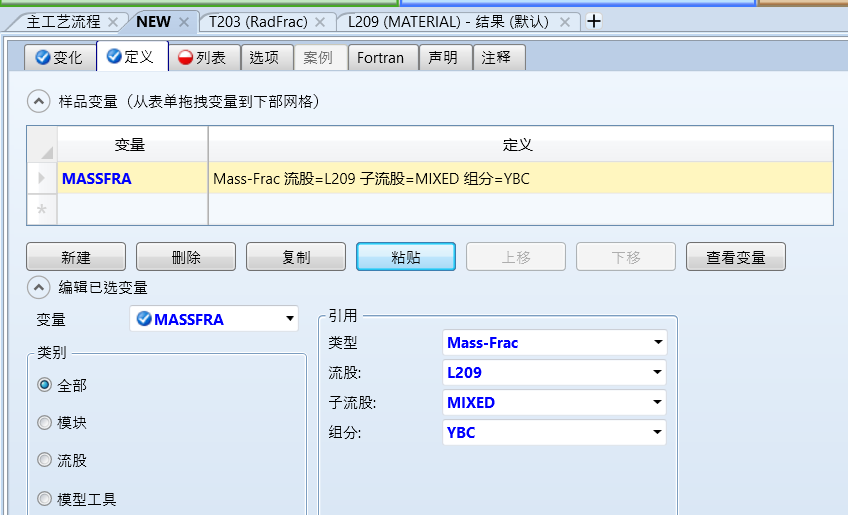 主工艺流程 NEW T203 (RadFrac) L209 (MATERIAL) - 结果 (默认)
变化 定义 列表 选项 案例 Fortran 声明 注释
样品变量（从表单拖拽变量到下部网格）
变量 定义
MASSFRA Mass-Frac 流股=L209 子流股=MIXED 组分=YBC
新建 删除 复制 粘贴 上移 下移 查看变量
编辑已选变量
变量 MASSFRA
类别
全部
模块
流股
模型工具
引用
类型 Mass-Frac
流股: L209
子流股: MIXED
组分: YBC